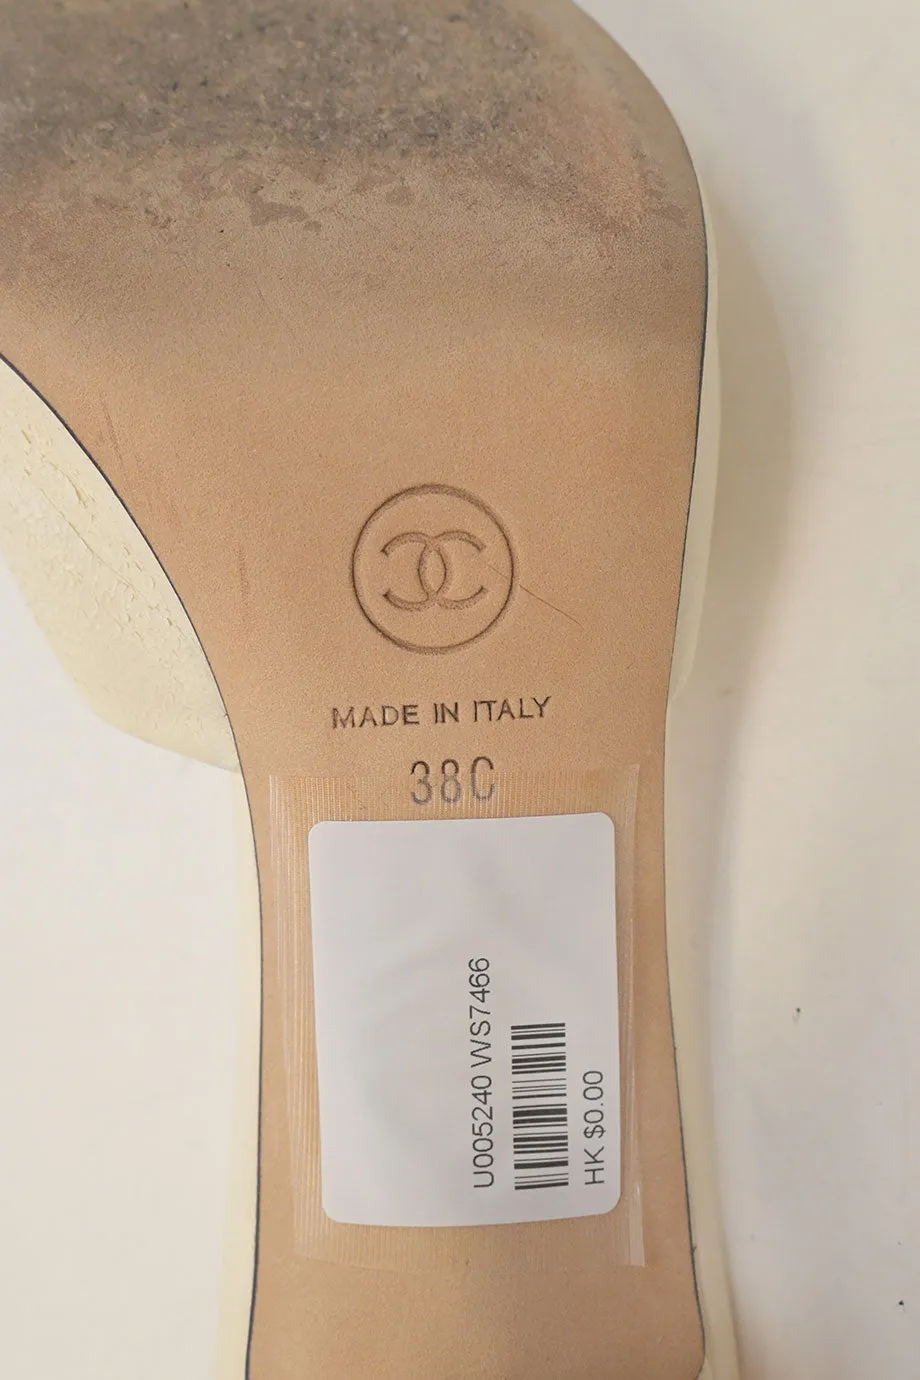 MADE IN ITALY
38C
U005240 WS7466
HK $0.00